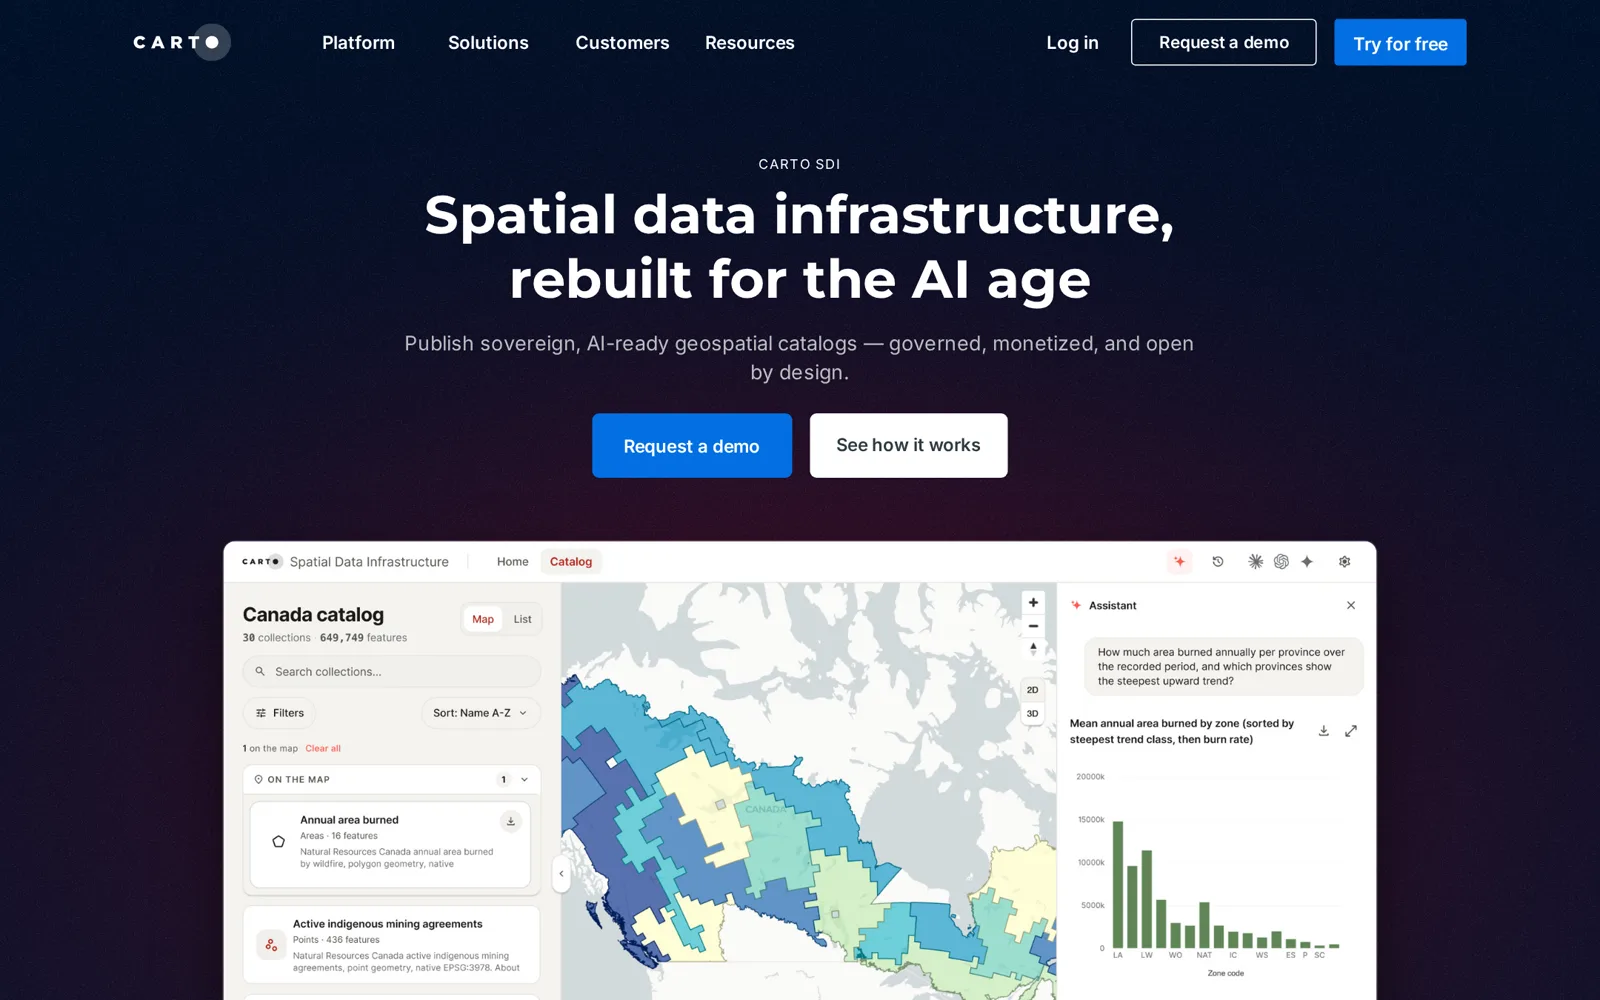 CARTO
Platform
Solutions
Customers
Resources
Log in
Request a demo
Try for free
CARTO SDI
Spatial data infrastructure,
rebuilt for the AI age
Publish sovereign, AI-ready geospatial catalogs — governed, monetized, and open
by design.
Request a demo
See how it works
CARTO
Spatial Data Infrastructure
Home
Catalog
Canada catalog
30 collections · 649,749 features
Map
List
Search collections...
Filters
Sort: Name A-Z
1 on the map
Clear all
ON THE MAP
1
Annual area burned
Areas · 16 features
Natural Resources Canada annual area burned
by wildfire, polygon geometry, native
Active indigenous mining agreements
Points · 436 features
Natural Resources Canada active indigenous mining
agreements, point geometry, native EPSG:3978. About
CANADA
2D
3D
Assistant
How much area burned annually per province over
the recorded period, and which provinces show
the steepest upward trend?
Mean annual area burned by zone (sorted by
steepest trend class, then burn rate)
20000k
15000k
10000k
5000k
0
LA LW WO NAT IC WS ES P SC
Zone code